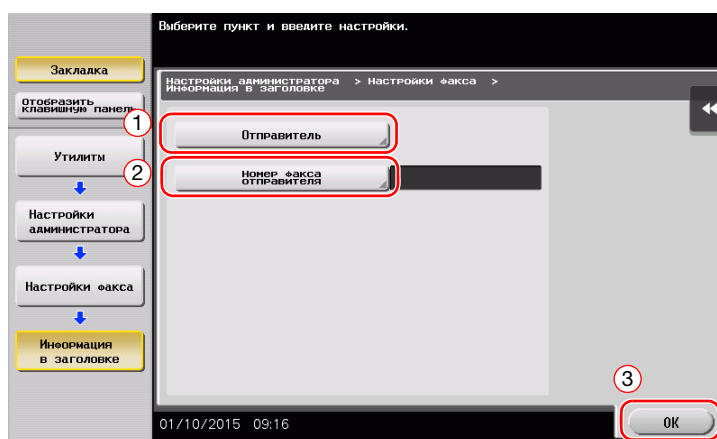 Выберите пункт и введите настройки.
Закладка
Отобразить
клавишную панель
Настройки администратора > Настройки факса >
Информация в заголовке
1
Отправитель
Утилиты
2
Номер факса
отправителя
Настройки
администратора
Настройки факса
Информация
в заголовке
3
01/10/2015 09:16
OK